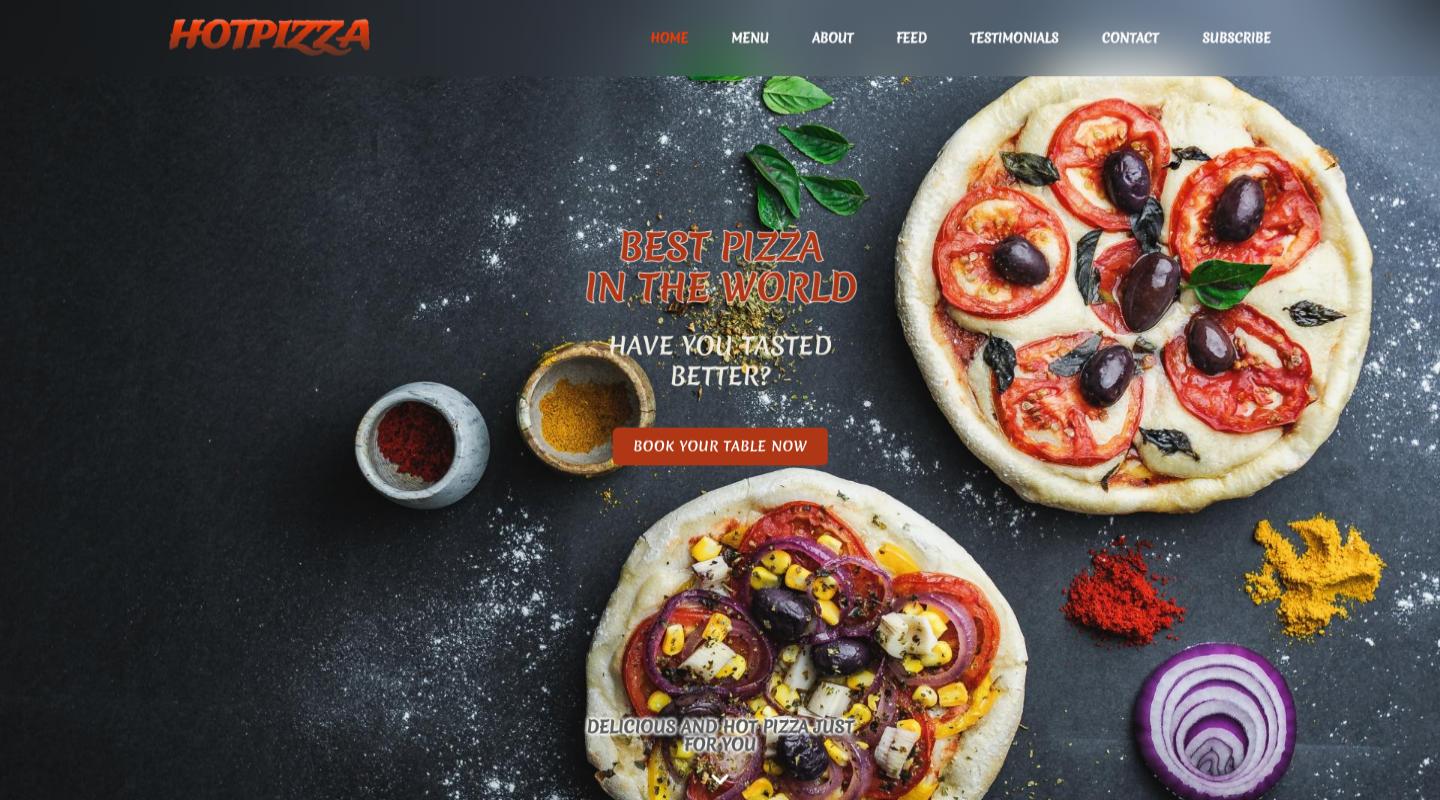 HOTPIZZA
HOME MENU ABOUT FEED TESTIMONIALS CONTACT SUBSCRIBE
BEST PIZZA
IN THE WORLD
HAVE YOU TASTED
BETTER?
BOOK YOUR TABLE NOW
DELICIOUS AND HOT PIZZA JUST
FOR YOU